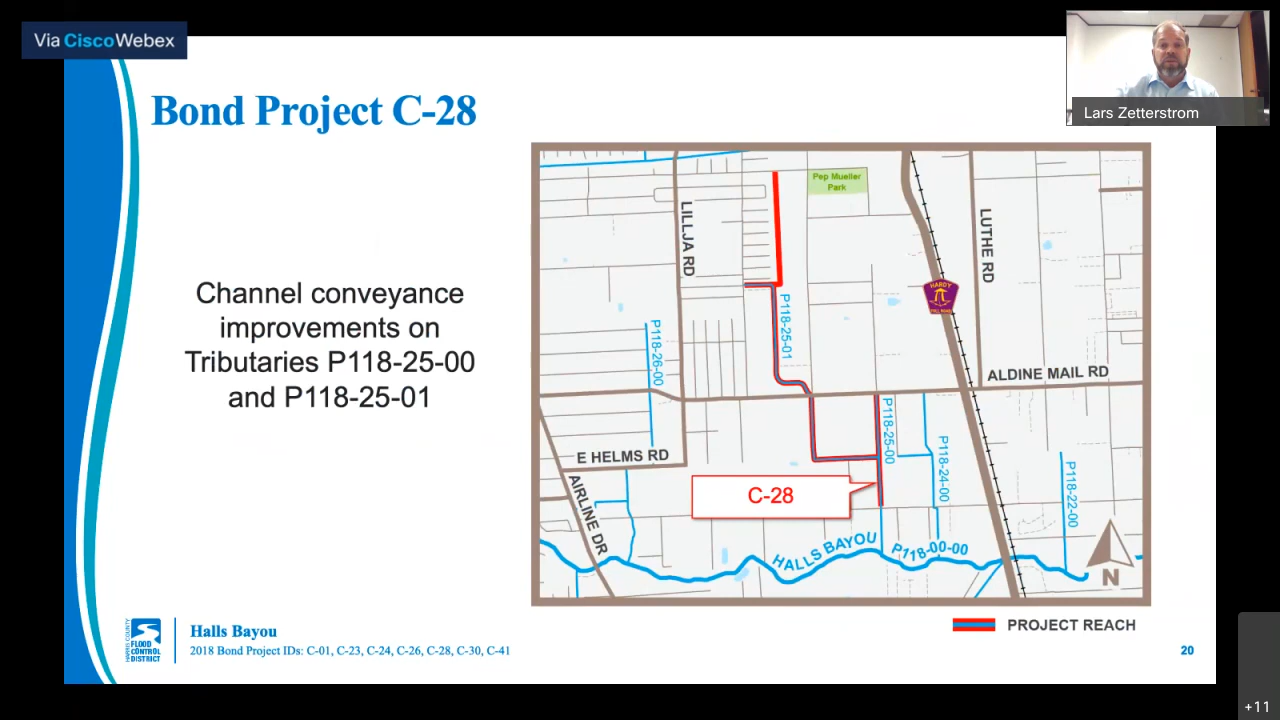 Via CiscoWebex
Lars Zetterstrom
Bond Project C-28
Channel conveyance
improvements on
Tributaries P118-25-00
and P118-25-01
Pep Mueller
Park
LILLJA RD
LUTHE RD
HARDY
TOLL ROAD
P118-25-01
P118-26-00
ALDINE MAIL RD
P118-25-00
P118-24-00
E HELMS RD
P118-22-00
AIRLINE DR
C-28
HALLS BAYOU
P118-00-00
N
PROJECT REACH
HARRIS COUNTY
FLOOD
CONTROL
DISTRICT
Halls Bayou
2018 Bond Project IDs: C-01, C-23, C-24, C-26, C-28, C-30, C-41
20
+11